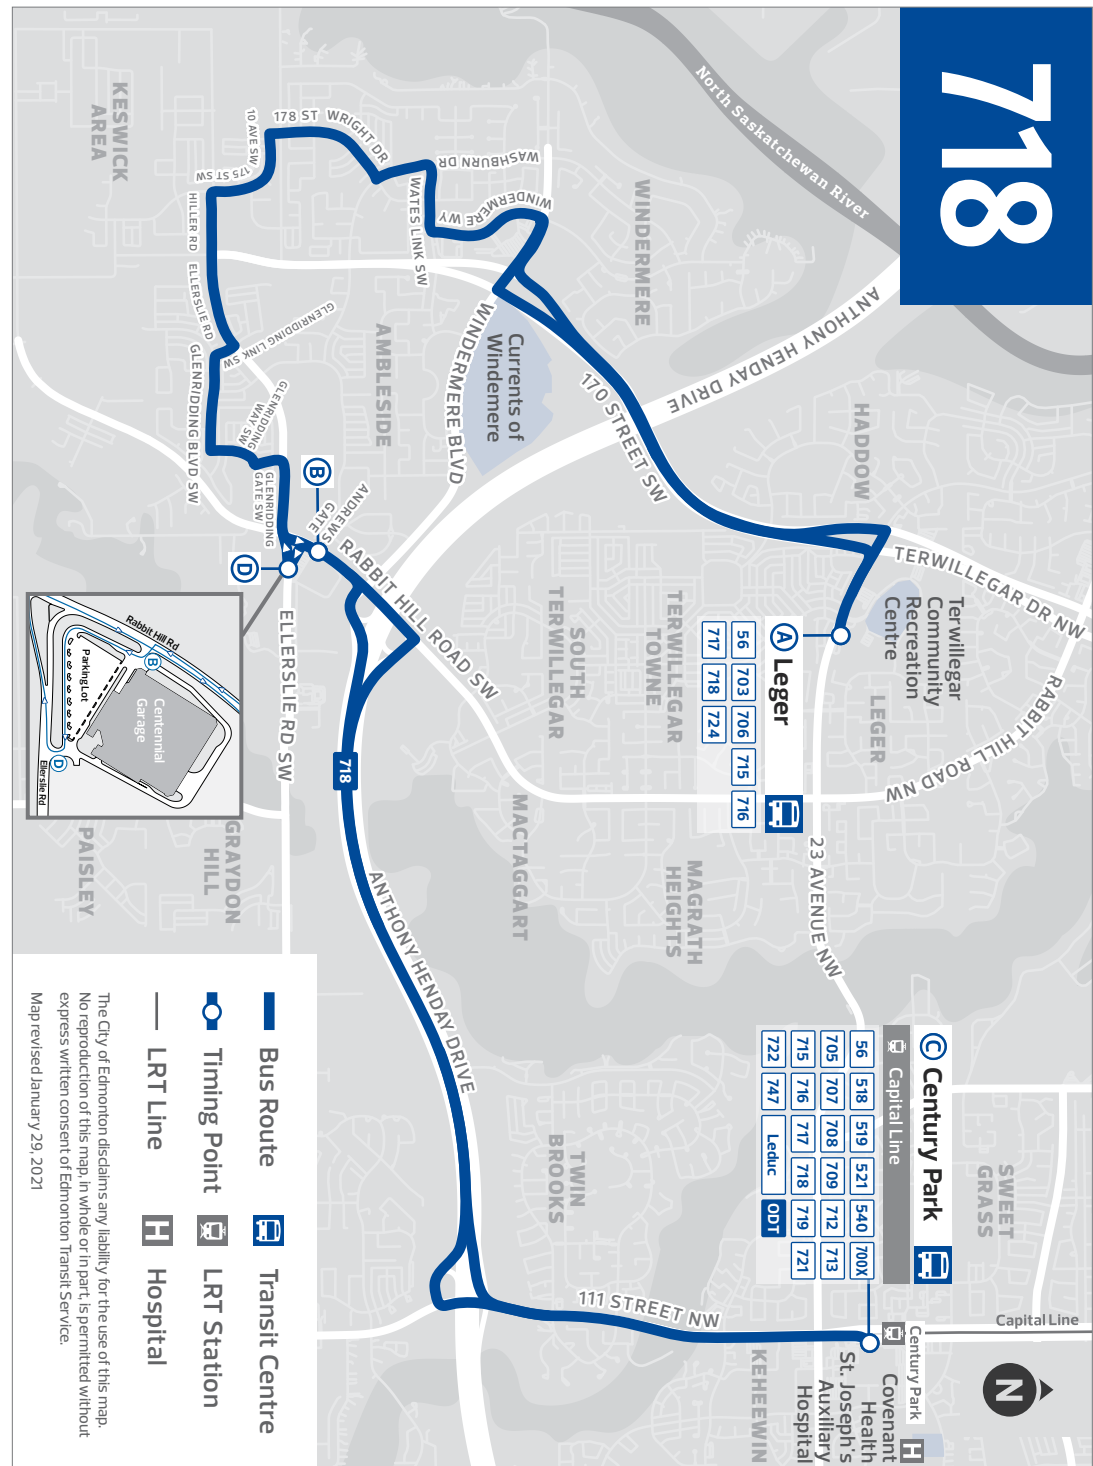 718
North Saskatchewan River
KESWICK
AREA
178 ST
WRIGHT DR
10 AVE SW
175 ST SW
HILLER RD
ELLERSLIE RD
WASHBURN DR
WATES LINK SW
WINDERMERE WY
WINDERMERE
ANTHONY HENDAY DRIVE
GLENRIDDING LINK SW
GLENRIDDING BLVD SW
GLENRIDDING
WAY SW
GLENRIDDING
GATE SW
AMBLESIDE
WINDERMERE BLVD
Currents of
Windemere
170 STREET SW
HADDOW
TERWILLEGAR DR NW
Terwillegar
Community
Recreation
Centre
RABBIT HILL ROAD NW
LEGER
B
ANDREWS
GATE
D
RABBIT HILL ROAD SW
ELLERSLIE RD SW
SOUTH
TERWILLEGAR
TERWILLEGAR
TOWNE
A Leger
56 703 706 715 716
717 718 724
718
Rabbit Hill Rd
B
Parking Lot
Centennial
Garage
D
Ellerslie Rd
PAISLEY
GRAYDON
HILL
MACTAGGART
MAGRATH
HEIGHTS
23 AVENUE NW
ANTHONY HENDAY DRIVE
C Century Park
Capital Line
56 518 519 521 540 700X
705 707 708 709 712 713
715 716 717 718 719 721
722 747 Leduc ODT
SWEET
GRASS
TWIN
BROOKS
111 STREET NW
Capital Line
Century Park
N
KEHEEWIN
Covenant
Health
St. Joseph's
Auxiliary
Hospital
H
Bus Route
Timing Point
LRT Line
Transit Centre
LRT Station
H Hospital
The City of Edmonton disclaims any liability for the use of this map.
No reproduction of this map, in whole or in part, is permitted without
express written consent of Edmonton Transit Service.
Map revised January 29, 2021